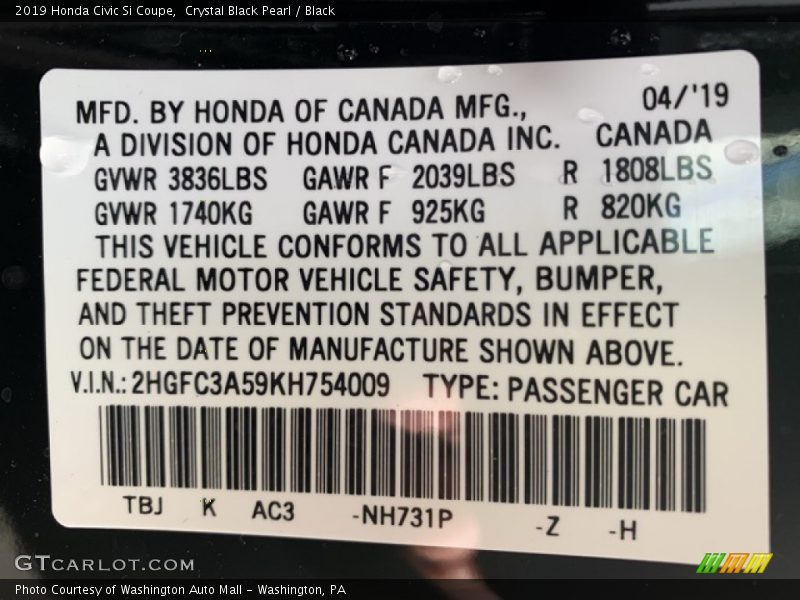 2019 Honda Civic Si Coupe,  Crystal Black Pearl / Black
MFD. BY HONDA OF CANADA MFG., 04/'19
A DIVISION OF HONDA CANADA INC. CANADA
GVWR 3836LBS GAWR F 2039LBS R 1808LBS
GVWR 1740KG GAWR F 925KG R 820KG
THIS VEHICLE CONFORMS TO ALL APPLICABLE
FEDERAL MOTOR VEHICLE SAFETY, BUMPER,
AND THEFT PREVENTION STANDARDS IN EFFECT
ON THE DATE OF MANUFACTURE SHOWN ABOVE.
V.I.N.: 2HGFC3A59KH754009 TYPE: PASSENGER CAR
TBJ K AC3 -NH731P -Z -H
GTCARLOT.COM
Photo Courtesy of Washington Auto Mall - Washington, PA